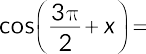 cos(3π/2 + x) =